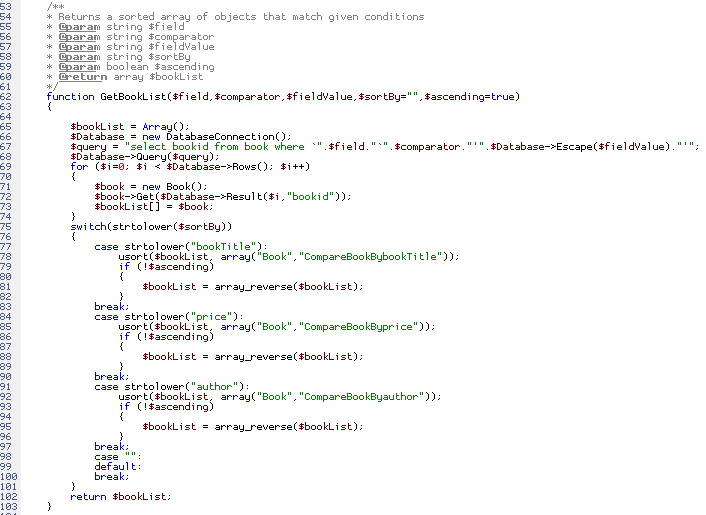 53 /**
54 * Returns a sorted array of objects that match given conditions
55 * @param string $field
56 * @param string $comparator
57 * @param string $fieldValue
58 * @param string $sortBy
59 * @param boolean $ascending
60 * @return array $bookList
61 */
62 function GetBookList($field,$comparator,$fieldValue,$sortBy="",$ascending=true)
63 {
64
65 $bookList = Array();
66 $Database = new DatabaseConnection();
67 $query = "select bookid from book where `".$field."`".$comparator."'".$Database->Escape($fieldValue)."'";
68 $Database->Query($query);
69 for ($i=0; $i < $Database->Rows(); $i++)
70 {
71 $book = new Book();
72 $book->Get($Database->Result($i,"bookid"));
73 $bookList[] = $book;
74 }
75 switch(strtolower($sortBy))
76 {
77 case strtolower("bookTitle"):
78 usort($bookList, array("Book","CompareBookBybookTitle"));
79 if (!$ascending)
80 {
81 $bookList = array_reverse($bookList);
82 }
83 break;
84 case strtolower("price"):
85 usort($bookList, array("Book","CompareBookByprice"));
86 if (!$ascending)
87 {
88 $bookList = array_reverse($bookList);
89 }
90 break;
91 case strtolower("author"):
92 usort($bookList, array("Book","CompareBookByauthor"));
93 if (!$ascending)
94 {
95 $bookList = array_reverse($bookList);
96 }
97 break;
98 case "":
99 default:
100 break;
101 }
102 return $bookList;
103 }